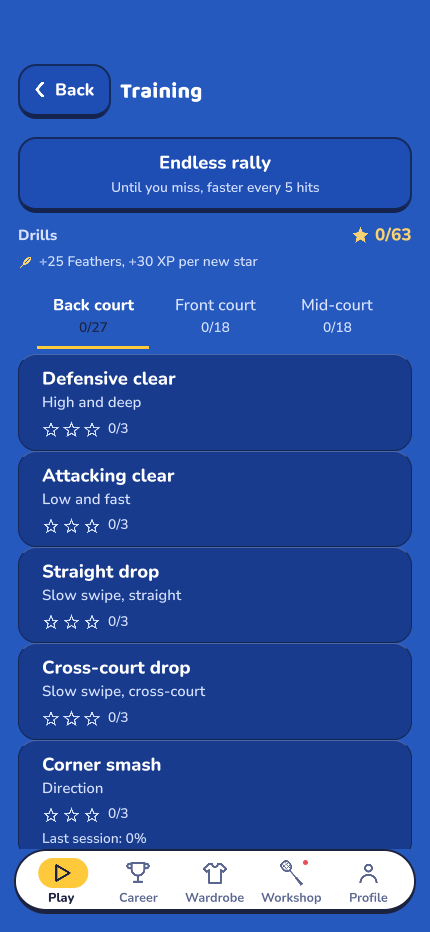 Back
Training
Endless rally
Until you miss, faster every 5 hits
Drills
0/63
+25 Feathers, +30 XP per new star
Back court
Front court
Mid-court
0/27
0/18
0/18
Defensive clear
High and deep
0/3
Attacking clear
Low and fast
0/3
Straight drop
Slow swipe, straight
0/3
Cross-court drop
Slow swipe, cross-court
0/3
Corner smash
Direction
0/3
Last session: 0%
Play
Career
Wardrobe
Workshop
Profile